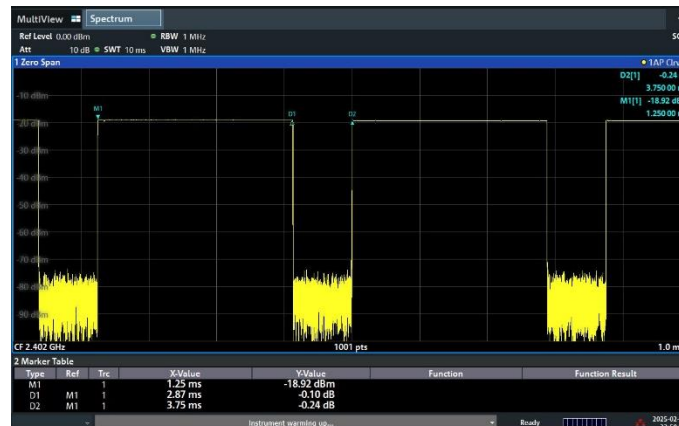 MultiView Spectrum
Ref Level 0.00 dBm RBW 1 MHz
Att 10 dB SWT 10 ms VBW 1 MHz
1 Zero Span 1AP Clrw
D2[1] -0.24
3.750 00
M1[1] -18.92 dB
1.250 00
-10 dBm
M1
D1
D2
-20 dBm
-30 dBm
-40 dBm
-50 dBm
-60 dBm
-70 dBm
-80 dBm
-90 dBm
CF 2.402 GHz 1001 pts 1.0 m
2 Marker Table
Type Ref Trc X-Value Y-Value Function Function Result
M1 1 1.25 ms -18.92 dBm
D1 M1 1 2.87 ms -0.10 dB
D2 M1 1 3.75 ms -0.24 dB
Instrument warming up... Ready 2025-02-